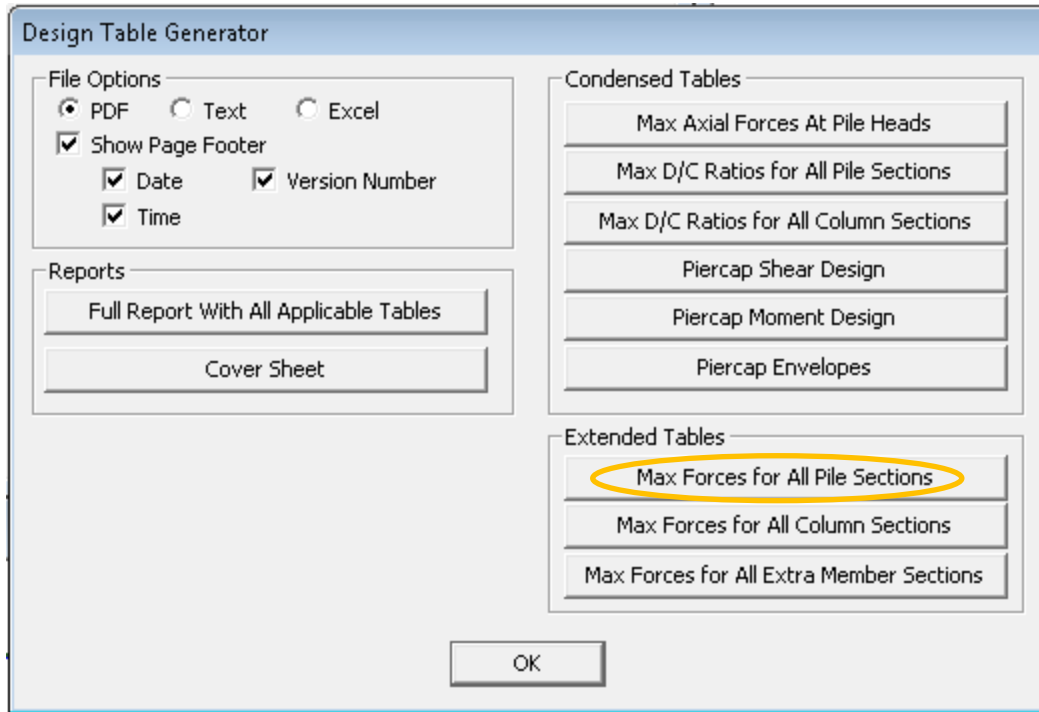 Design Table Generator
File Options
PDF Text Excel
Show Page Footer
Date Version Number
Time
Reports
Full Report With All Applicable Tables
Cover Sheet
Condensed Tables
Max Axial Forces At Pile Heads
Max D/C Ratios for All Pile Sections
Max D/C Ratios for All Column Sections
Piercap Shear Design
Piercap Moment Design
Piercap Envelopes
Extended Tables
Max Forces for All Pile Sections
Max Forces for All Column Sections
Max Forces for All Extra Member Sections
OK